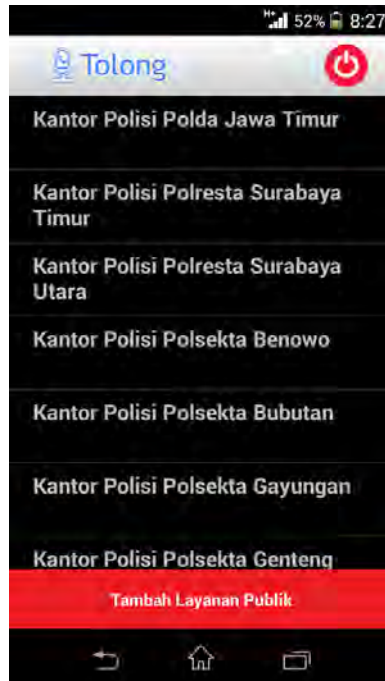 H+ 52% 8:27
Tolong
Kantor Polisi Polda Jawa Timur
Kantor Polisi Polresta Surabaya
Timur
Kantor Polisi Polresta Surabaya
Utara
Kantor Polisi Polsekta Benowo
Kantor Polisi Polsekta Bubutan
Kantor Polisi Polsekta Gayungan
Kantor Polisi Polsekta Genteng
Tambah Layanan Publik